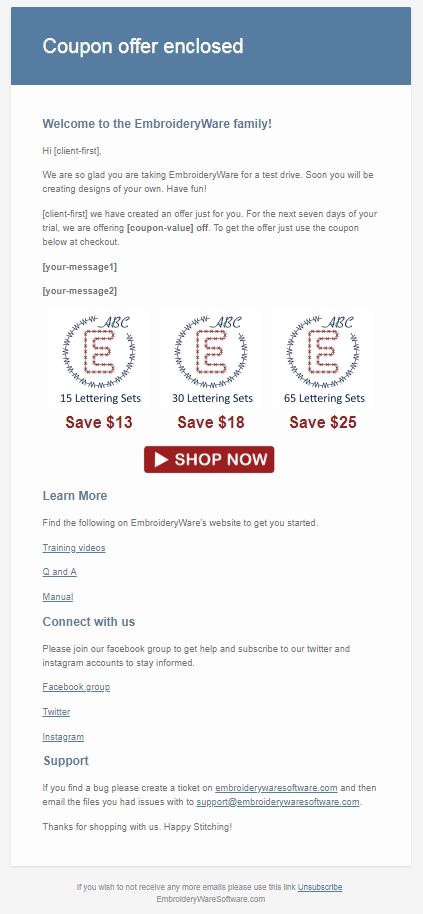 Coupon offer enclosed
Welcome to the EmbroideryWare family!
Hi [client-first],
We are so glad you are taking EmbroideryWare for a test drive. Soon you will be
creating designs of your own. Have fun!
[client-first] we have created an offer just for you. For the next seven days of your
trial, we are offering [coupon-value] off. To get the offer just use the coupon
below at checkout.
[your-message1]
[your-message2]
ABC ABC ABC
E E E
15 Lettering Sets 30 Lettering Sets 65 Lettering Sets
Save $13 Save $18 Save $25
SHOP NOW
Learn More
Find the following on EmbroideryWare's website to get you started.
Training videos
Q and A
Manual
Connect with us
Please join our facebook group to get help and subscribe to our twitter and
instagram accounts to stay informed.
Facebook group
Twitter
Instagram
Support
If you find a bug please create a ticket on embroiderywaresoftware.com and then
email the files you had issues with to support@embroiderywaresoftware.com.
Thanks for shopping with us. Happy Stitching!
If you wish to not receive any more emails please use this link Unsubscribe
EmbroideryWareSoftware.com